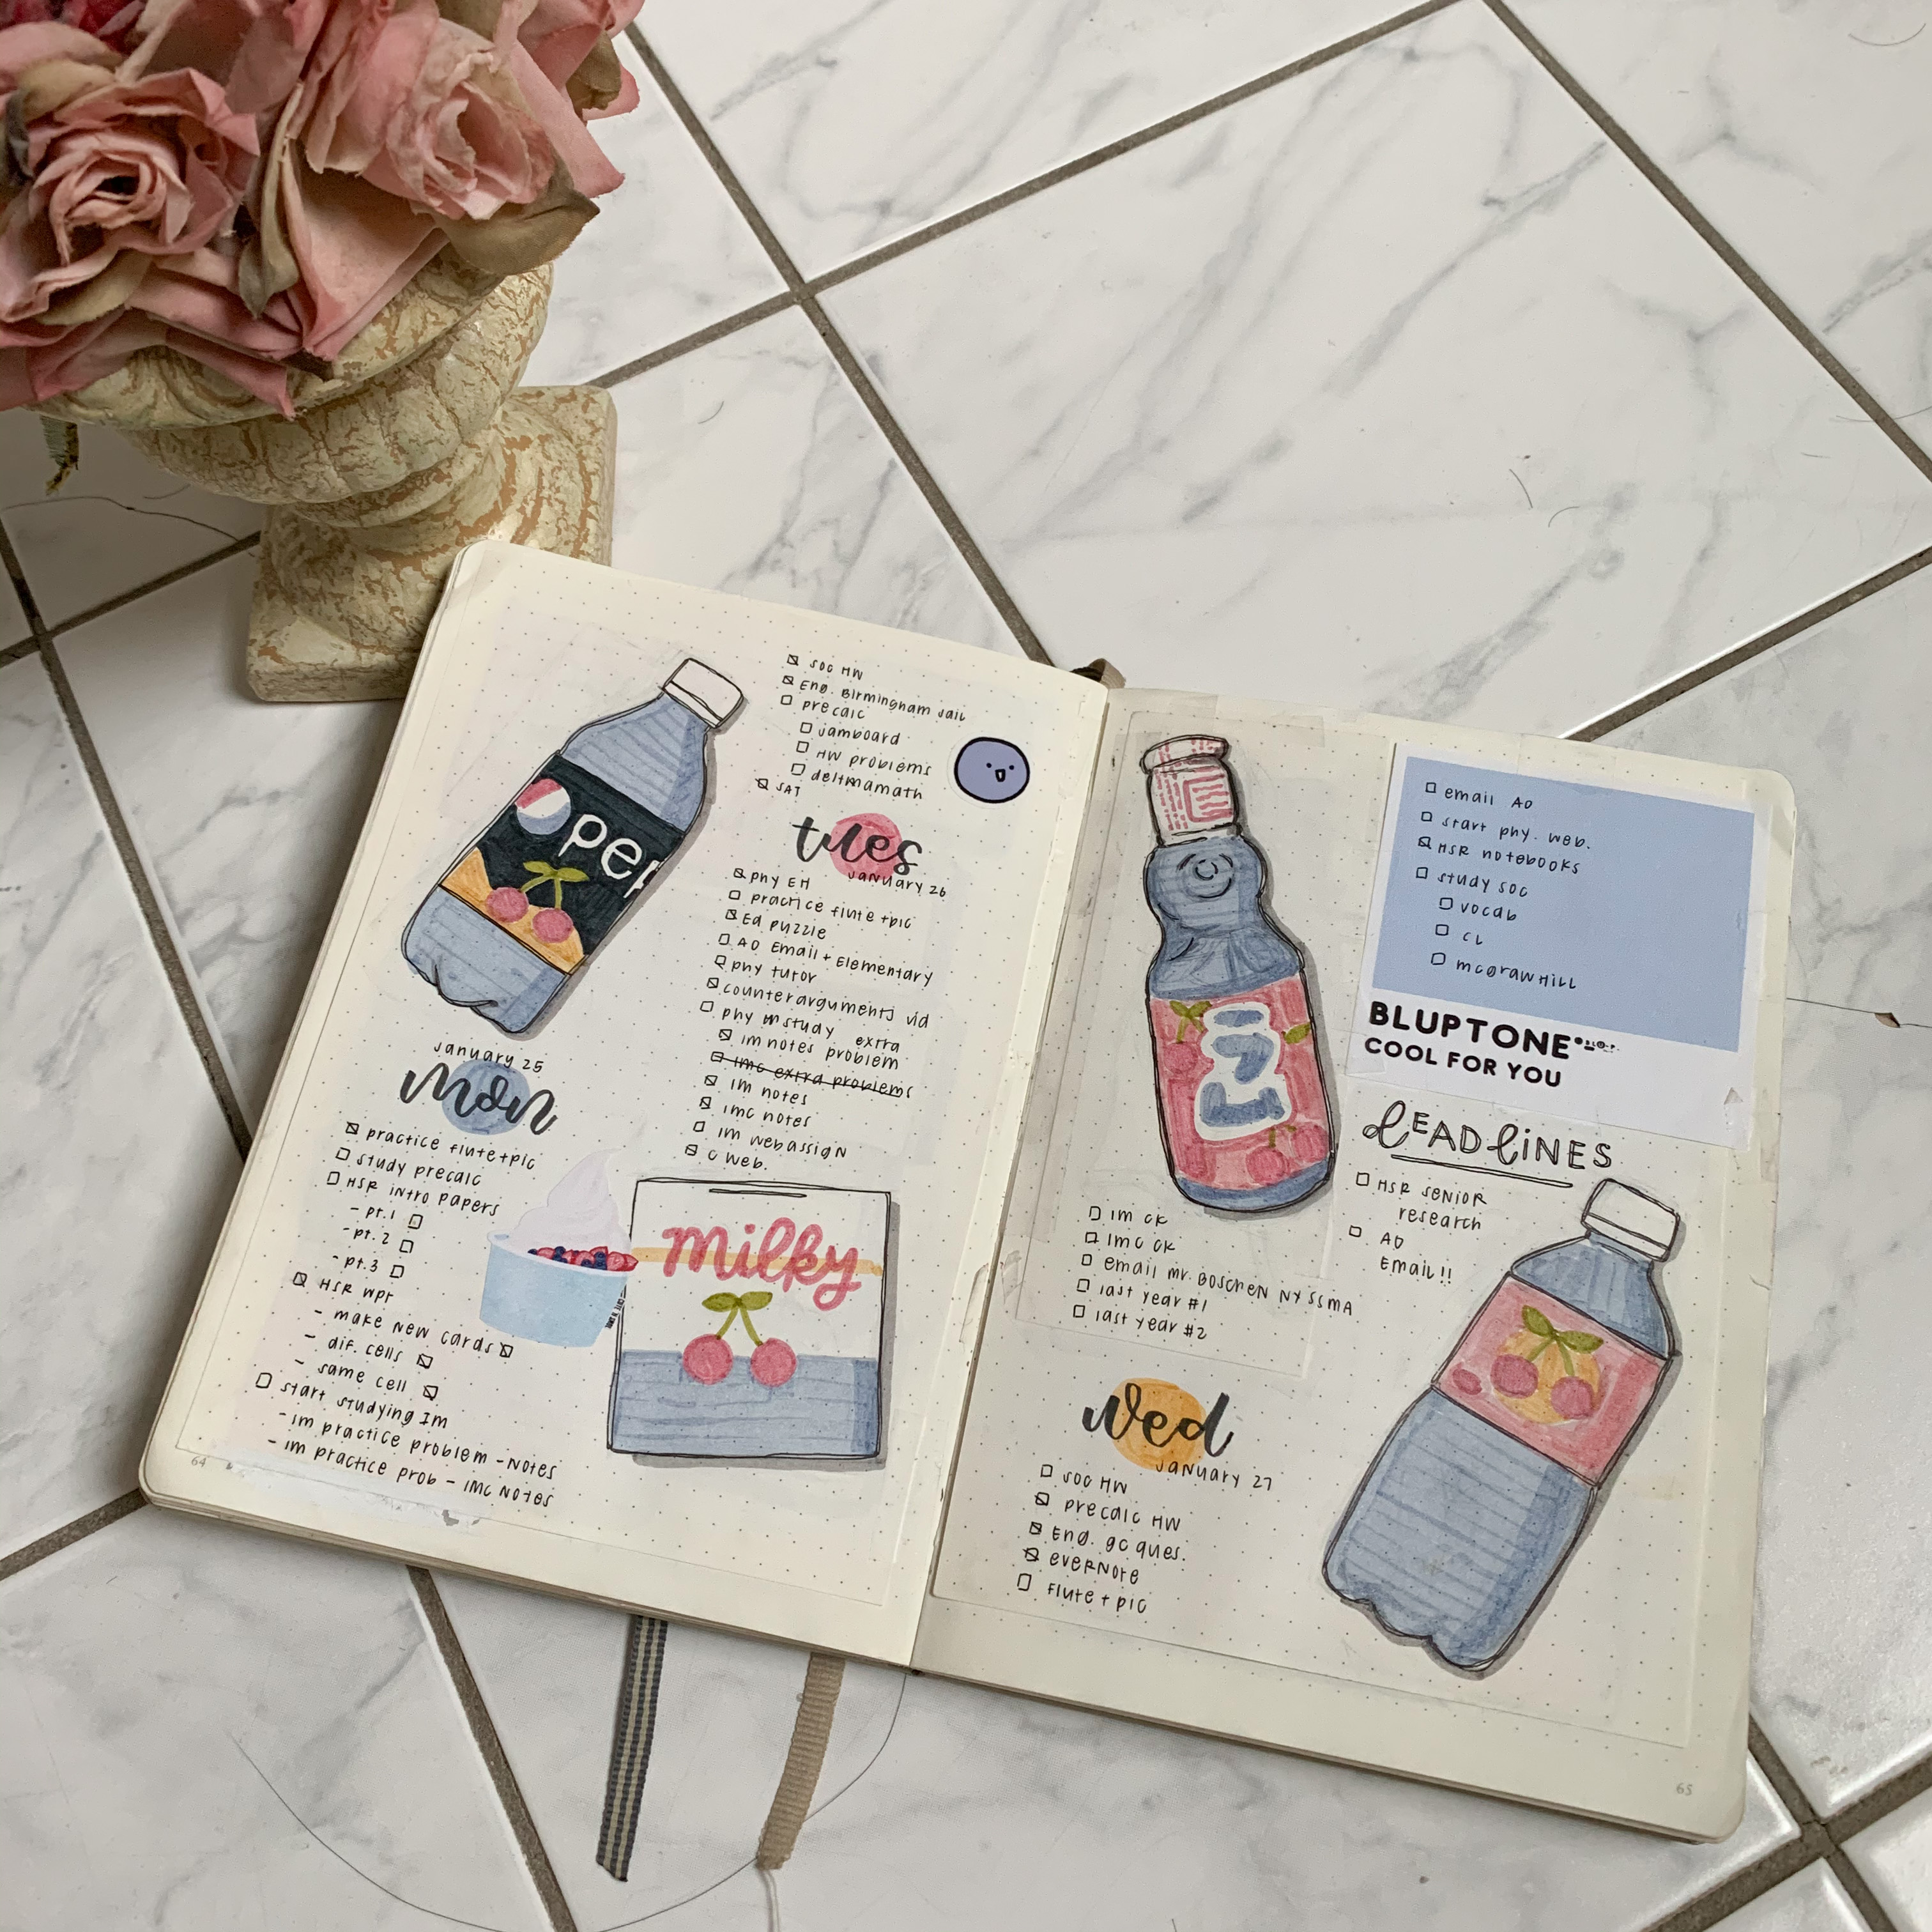 pep
january 25
mon
practice flute+pic
study precalc
HSR intro papers
- pt.1
- pt.2
- pt.3
HSR WPT
- make new cards
- dif. cells
- same cell
start studying Im
- Im practice problem - Notes
- Im practice prob - IMC Notes
64
soc HW
Eng. Birmingham Jail
precalc
jamboard
HW problems
deltmamath
SAT
tues
january 26
phy EH
practice flute +pic
Ed puzzle
AO Email + Elementary
phy tutor
counterarguments vid
phy study
Im notes extra problem
Imc extra problems
Im notes
Imc notes
Im webassign
C web.
milky
ラムネ
Im CK
IMC CK
email mr. Boschen NYSSMA
last year #1
last year #2
Wed
january 27
soc HW
precalc HW
Eng. gc ques.
evernote
flute + pic
email AO
start phy. web.
HSR notebooks
study soc
vocab
CL
mcgrawhill
BLUPTONE
COOL FOR YOU
deadlines
HSR senior
research
AO
Email!!
65